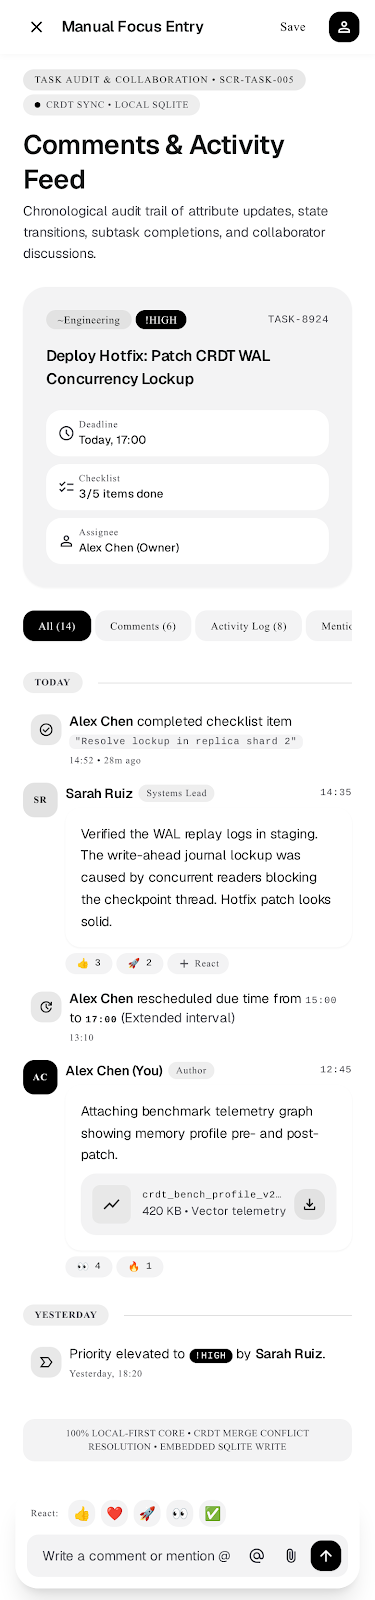 Manual Focus Entry
Save
TASK AUDIT & COLLABORATION • SCR-TASK-005
CRDT SYNC • LOCAL SQLITE
Comments & Activity
Feed
Chronological audit trail of attribute updates, state
transitions, subtask completions, and collaborator
discussions.
~Engineering
!HIGH
TASK-8924
Deploy Hotfix: Patch CRDT WAL
Concurrency Lockup
Deadline
Today, 17:00
Checklist
3/5 items done
Assignee
Alex Chen (Owner)
All (14)
Comments (6)
Activity Log (8)
Mentic
TODAY
Alex Chen completed checklist item
"Resolve lockup in replica shard 2"
14:52 • 28m ago
SR
Sarah Ruiz
Systems Lead
14:35
Verified the WAL replay logs in staging.
The write-ahead journal lockup was
caused by concurrent readers blocking
the checkpoint thread. Hotfix patch looks
solid.
👍 3
🚀 2
+ React
Alex Chen rescheduled due time from 15:00
to 17:00 (Extended interval)
13:10
AC
Alex Chen (You)
Author
12:45
Attaching benchmark telemetry graph
showing memory profile pre- and post-
patch.
crdt_bench_profile_v2…
420 KB • Vector telemetry
👀 4
🔥 1
YESTERDAY
Priority elevated to !HIGH by Sarah Ruiz.
Yesterday, 18:20
100% LOCAL-FIRST CORE • CRDT MERGE CONFLICT
RESOLUTION • EMBEDDED SQLITE WRITE
React: 👍 ❤️ 🚀 👀 ✅
Write a comment or mention @